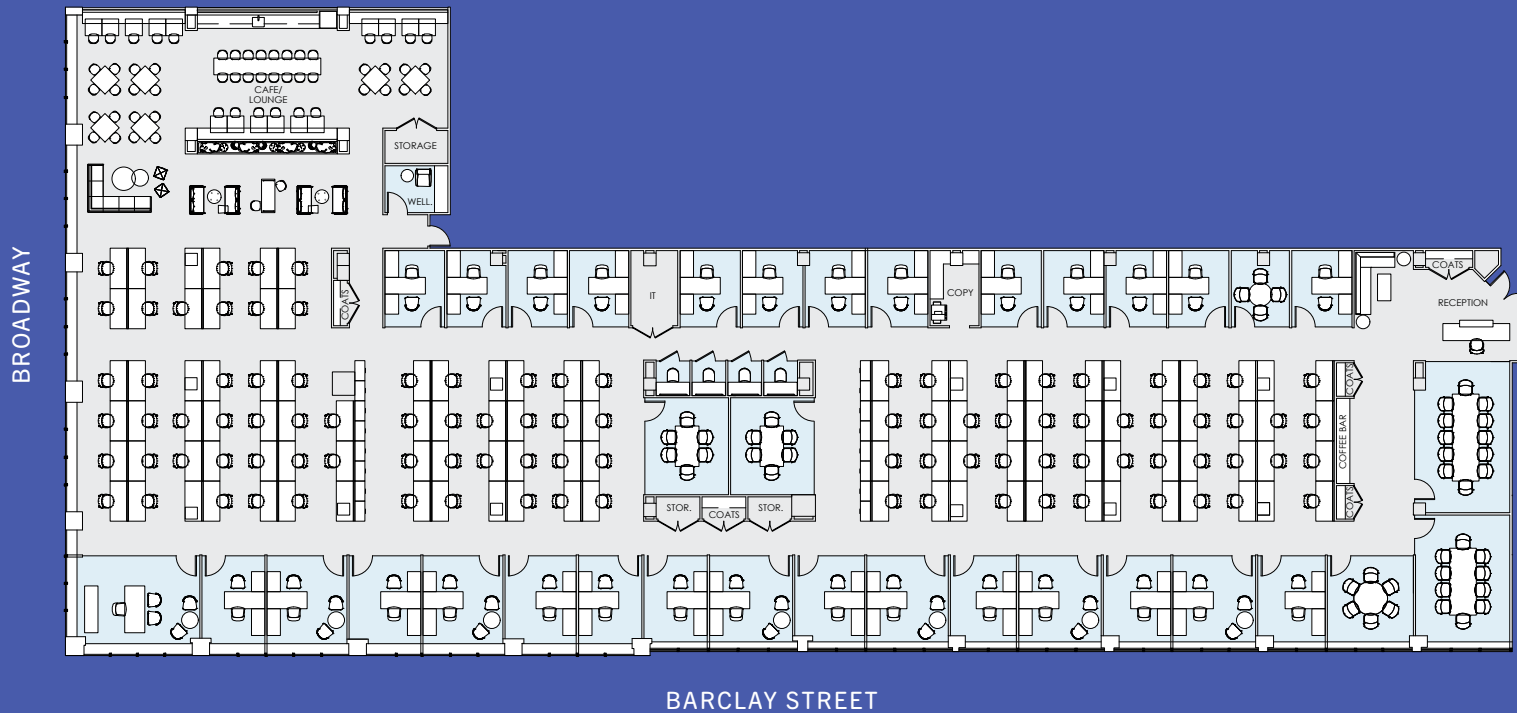 CAFE/
LOUNGE
STORAGE
WELL.
BROADWAY
COATS
IT
COPY
COATS
RECEPTION
COATS
COFFEE BAR
COATS
STOR.
COATS
STOR.
BARCLAY STREET